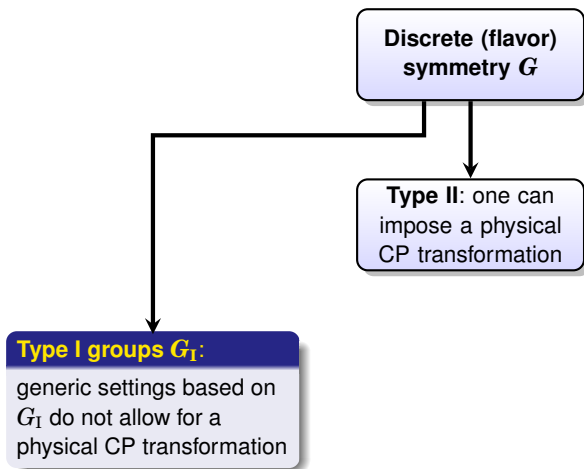 Discrete (flavor)
symmetry G
Type II: one can
impose a physical
CP transformation
Type I groups G_I:
generic settings based on
G_I do not allow for a
physical CP transformation